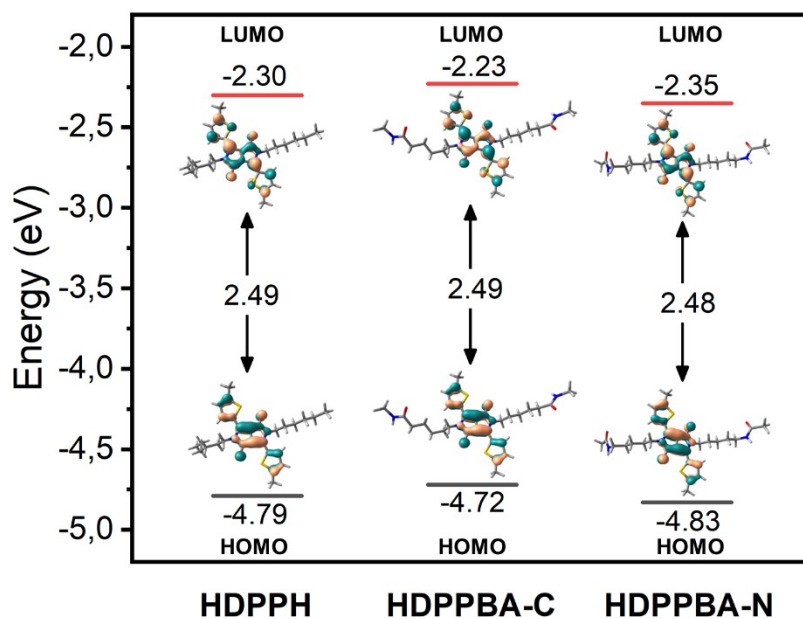 Energy (eV)
-2,0
-2,5
-3,0
-3,5
-4,0
-4,5
-5,0
LUMO
-2.30
2.49
-4.79
HOMO
HDPPH
LUMO
-2.23
2.49
-4.72
HOMO
HDPPBA-C
LUMO
-2.35
2.48
-4.83
HOMO
HDPPBA-N